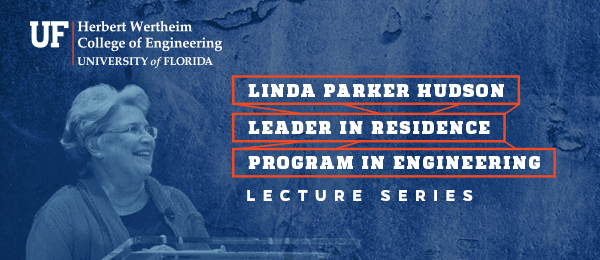 UF
Herbert Wertheim
College of Engineering
UNIVERSITY of FLORIDA
LINDA PARKER HUDSON
LEADER IN RESIDENCE
PROGRAM IN ENGINEERING
LECTURE SERIES